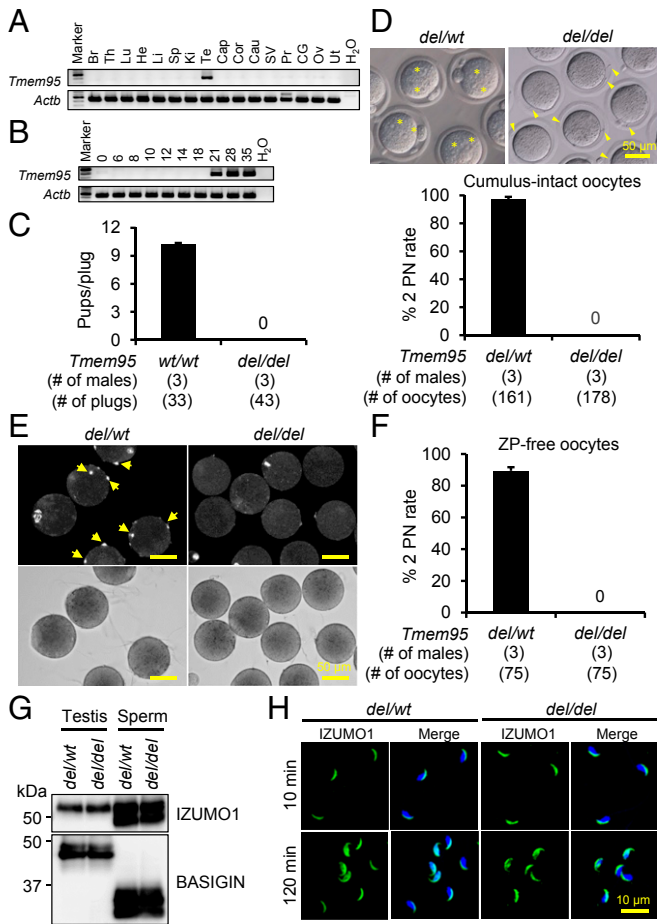 A
Marker Br Th Lu He Li Sp Ki Te Cap Cor Cau SV Pr CG Ov Ut H2O
Tmem95
Actb
B
Marker 0 6 8 10 12 14 18 21 28 35 H2O
Tmem95
Actb
C
Pups/plug
12
9
6
3
0
0
Tmem95 wt/wt del/del
(# of males) (3) (3)
(# of plugs) (33) (43)
D
del/wt del/del
50 µm
Cumulus-intact oocytes
% 2 PN rate
100
80
60
40
20
0
0
Tmem95 del/wt del/del
(# of males) (3) (3)
(# of oocytes) (161) (178)
E
del/wt del/del
50 µm
F
ZP-free oocytes
% 2 PN rate
100
80
60
40
20
0
0
Tmem95 del/wt del/del
(# of males) (3) (3)
(# of oocytes) (75) (75)
G
Testis Sperm
del/wt del/del del/wt del/del
kDa
50
IZUMO1
50
37
BASIGIN
H
del/wt del/del
IZUMO1 Merge IZUMO1 Merge
10 min
120 min
10 µm